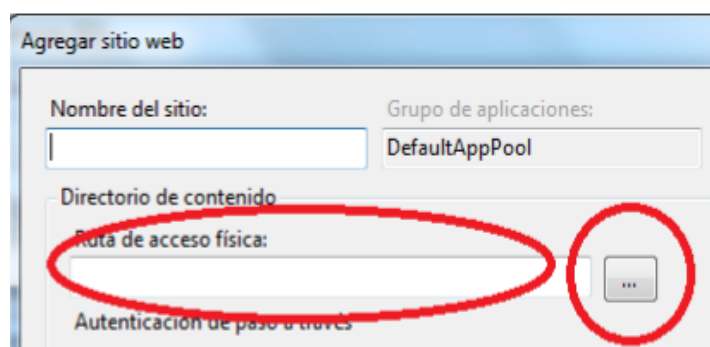 Agregar sitio web
Nombre del sitio: Grupo de aplicaciones:
DefaultAppPool
Directorio de contenido
Ruta de acceso física:
...
Autenticación de paso a través